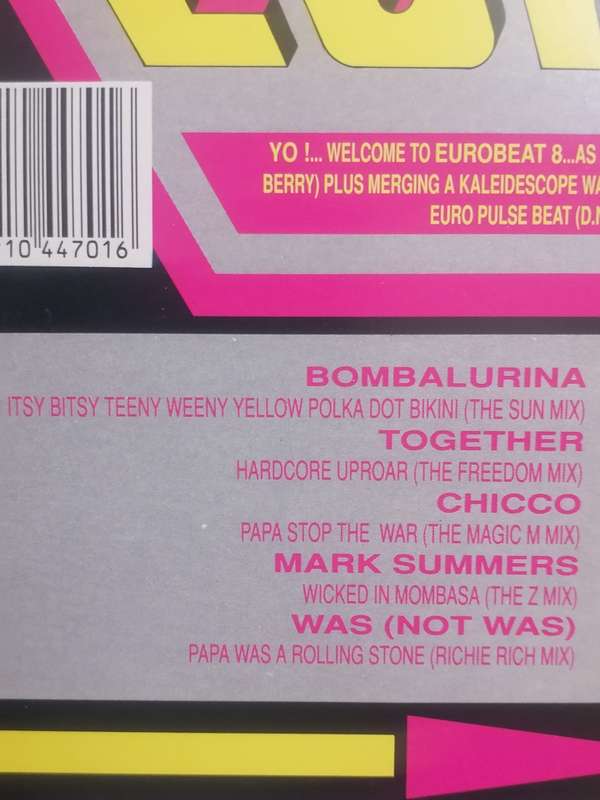 YO !... WELCOME TO EUROBEAT 8...AS
BERRY) PLUS MERGING A KALEIDESCOPE WA
EURO PULSE BEAT (D.N
10 447016
BOMBALURINA
ITSY BITSY TEENY WEENY YELLOW POLKA DOT BIKINI (THE SUN MIX)
TOGETHER
HARDCORE UPROAR (THE FREEDOM MIX)
CHICCO
PAPA STOP THE WAR (THE MAGIC M MIX)
MARK SUMMERS
WICKED IN MOMBASA (THE Z MIX)
WAS (NOT WAS)
PAPA WAS A ROLLING STONE (RICHIE RICH MIX)